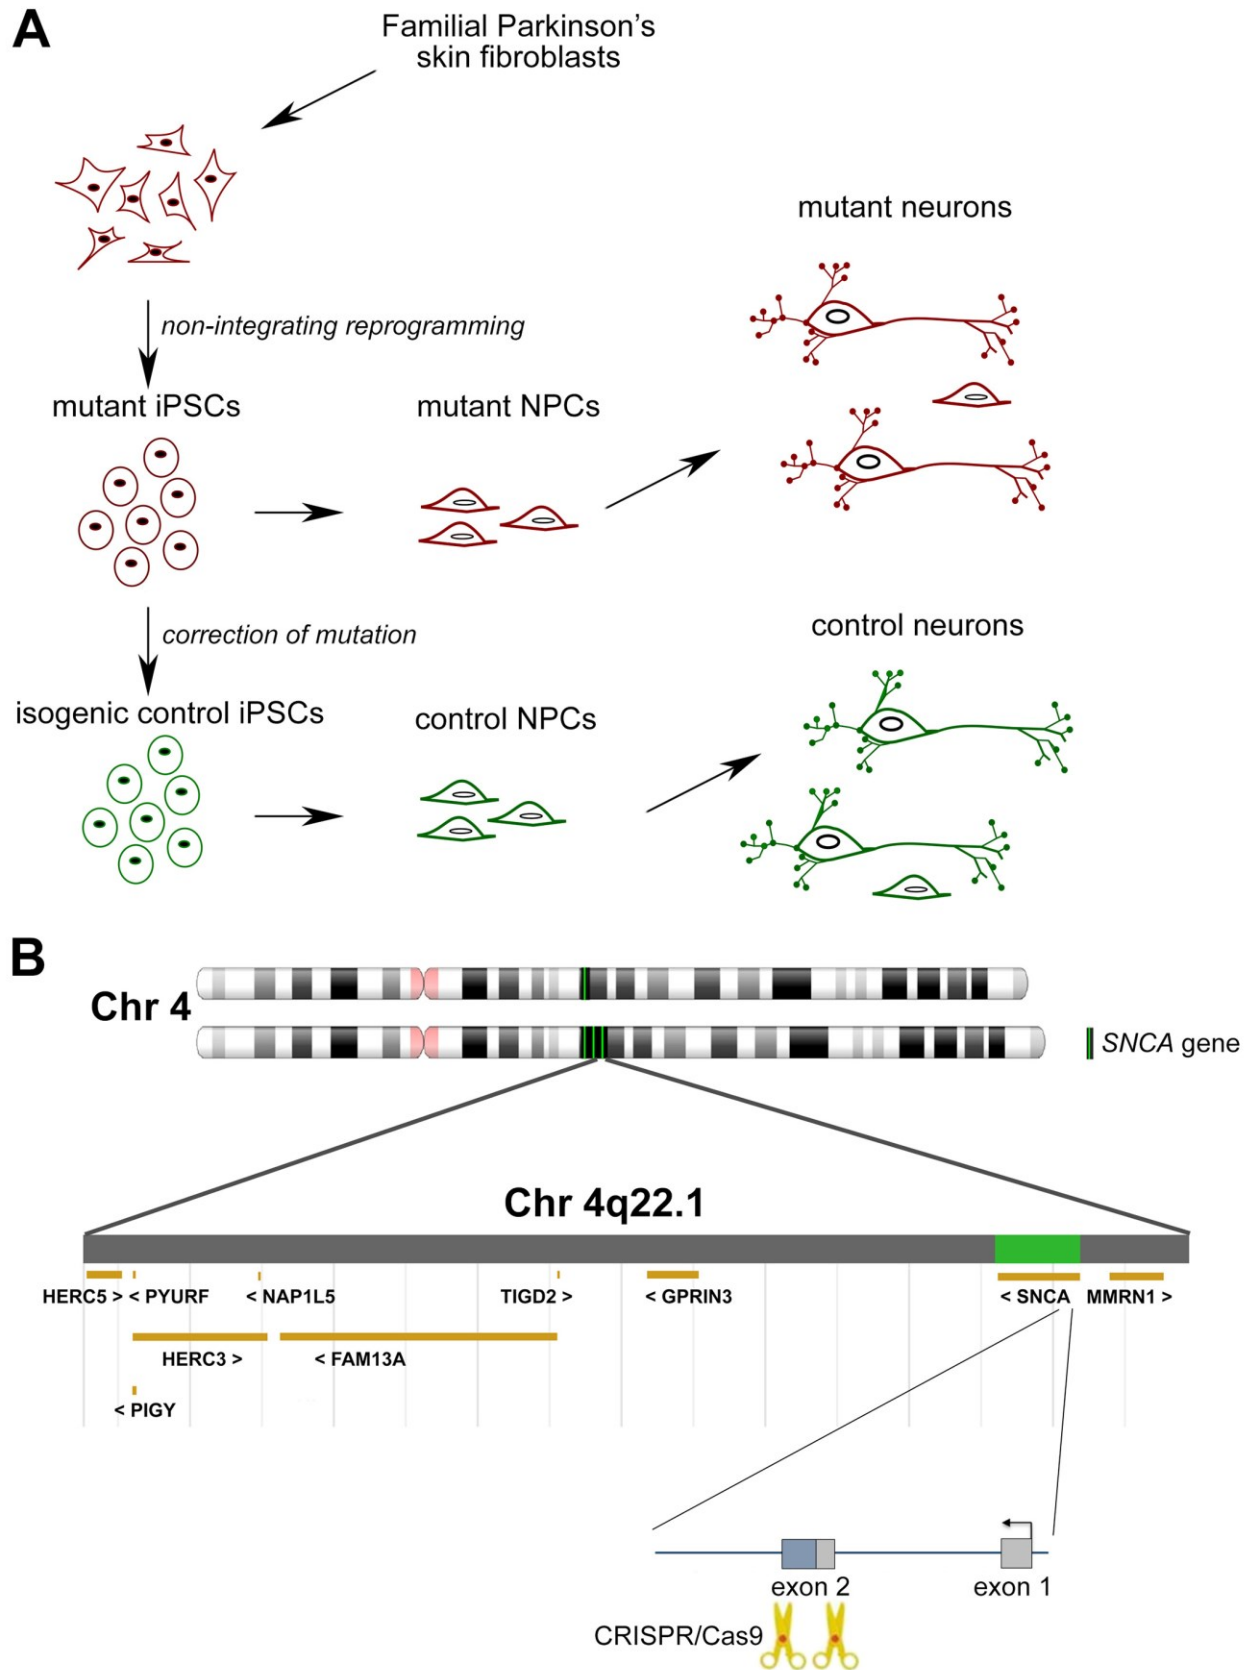 A
Familial Parkinson's
skin fibroblasts
mutant neurons
non-integrating reprogramming
mutant iPSCs
mutant NPCs
correction of mutation
control neurons
isogenic control iPSCs
control NPCs
B
Chr 4
SNCA gene
Chr 4q22.1
HERC5 > < PYURF < NAP1L5 TIGD2 > < GPRIN3 < SNCA MMRN1 >
HERC3 > < FAM13A
< PIGY
exon 2 exon 1
CRISPR/Cas9